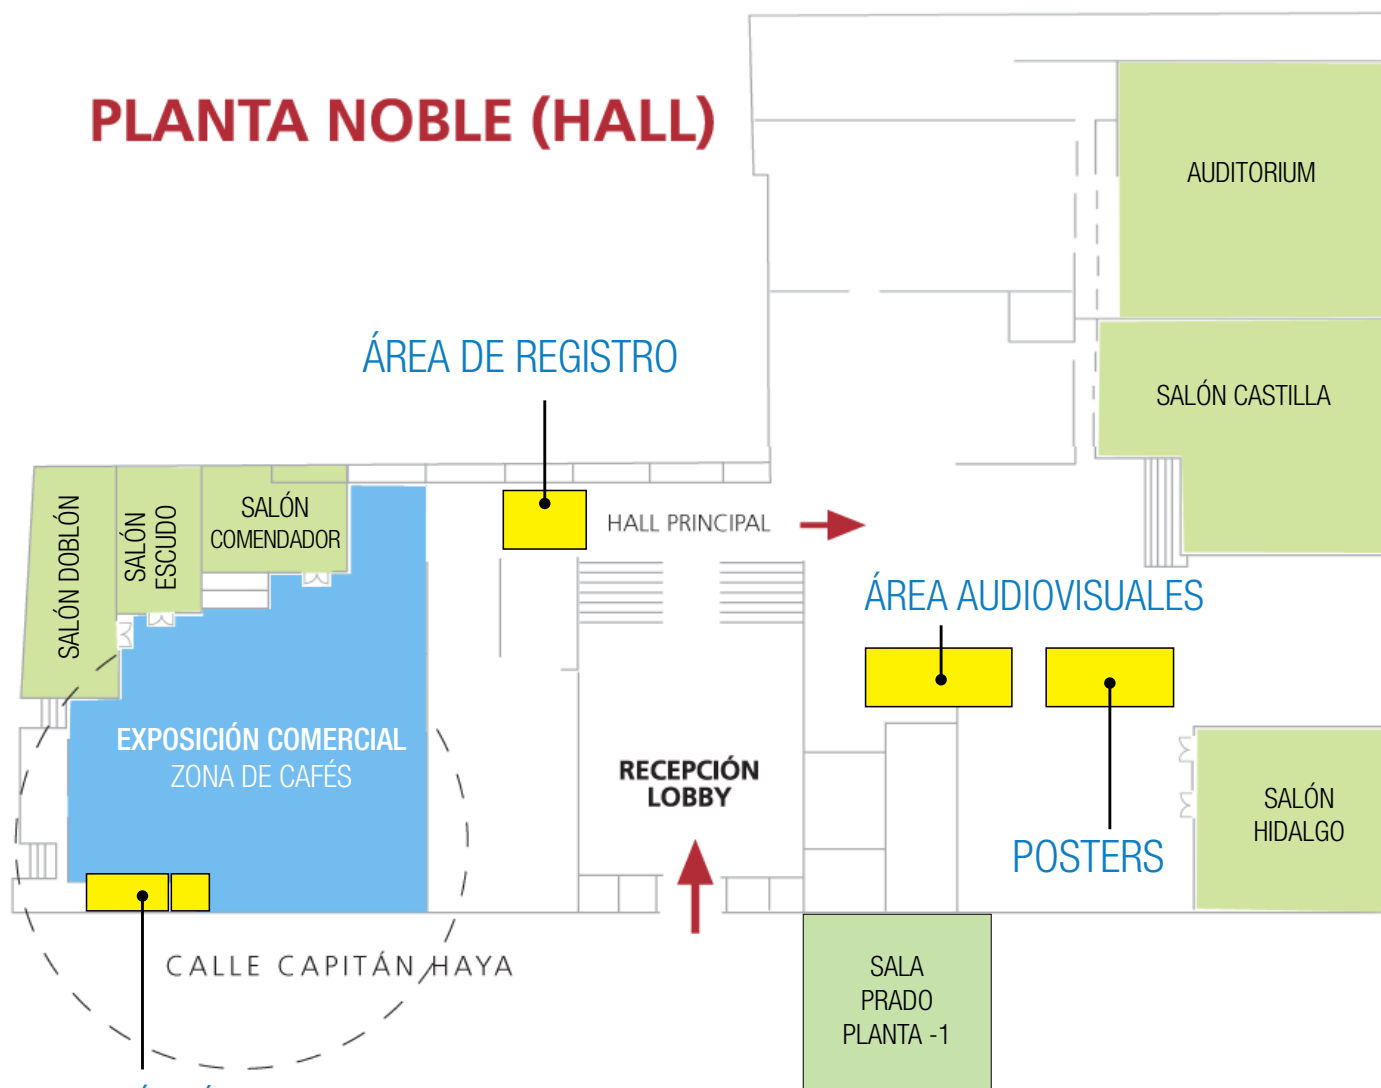 PLANTA NOBLE (HALL)
AUDITORIUM
ÁREA DE REGISTRO
SALÓN CASTILLA
SALÓN DOBLÓN
SALÓN
ESCUDO
SALÓN
COMENDADOR
HALL PRINCIPAL
ÁREA AUDIOVISUALES
EXPOSICIÓN COMERCIAL
ZONA DE CAFÉS
RECEPCIÓN
LOBBY
POSTERS
SALÓN
HIDALGO
CALLE CAPITÁN HAYA
SALA
PRADO
PLANTA -1